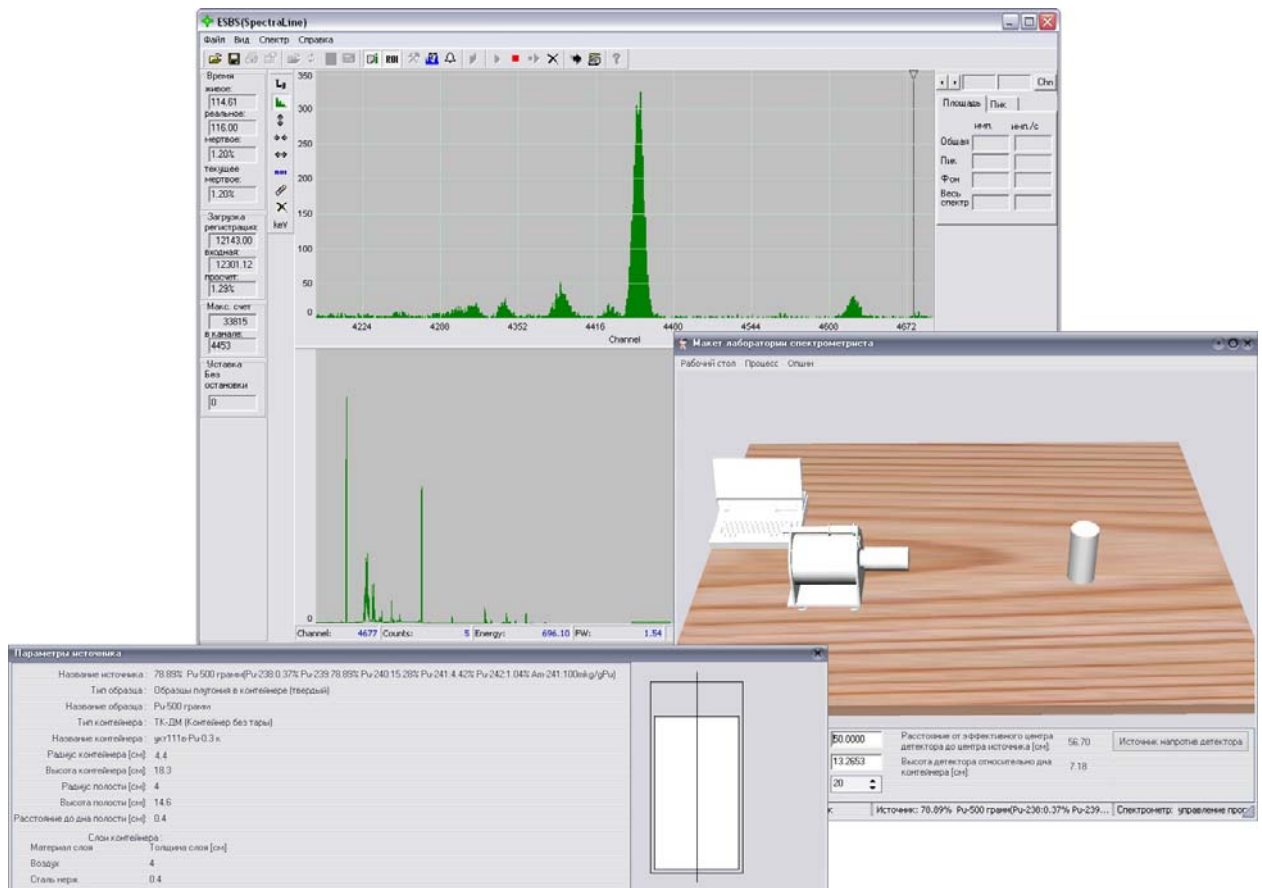 ESBS(SpectraLine)
Файл Вид Спектр Справка
ROI
Время
живое:
114.61
реальное:
116.00
мертвое:
1.20%
текущее
мертвое:
1.20%
Загрузка
регистрация:
12143.00
входная:
12301.12
просчет:
1.29%
Макс. счет
33815
в канале:
4453
Уставка
Без
остановки
0
Lg
ROI
keV
350
300
250
200
150
100
50
0
4224 4352 4416 4544 4672
Channel
Chn
Площадь Пик
имп. имп./с
Общая
Пик
Фон
Весь
спектр
0
Channel: 4677 Counts: 5 Energy: 696.10 PW: 1.54
Макет лаборатории спектрометриста
Рабочий стол Процесс Опции
50.0000
Расстояние от эффективного центра
детектора до центра источника [см]: 56.70
Источник напротив детектора
13.2653
Высота детектора относительно дна
контейнера [см]: 7.18
20
Источник: 78.89% Pu-500 грамм(Pu-238:0.37% Pu-239... Спектрометр: управление прог
Параметры источника
Название источника : 78.89% Pu-500 грамм(Pu-238:0.37% Pu-239:78.89% Pu-240:15.28% Pu-241:4.42% Pu-242:1.04% Am-241:100mkg/gPu)
Тип образца : Образцы плутония в контейнере (твердый)
Название образца : Pu-500 грамм
Тип контейнера : ТК-ДМ (Контейнер без тары)
Название контейнера : укт111в-Pu-0.3 к
Радиус контейнера [см]: 4.4
Высота контейнера [см]: 18.3
Радиус полости [см]: 4
Высота полости [см]: 14.6
Расстояние до дна полости [см]: 0.4
Слои контейнера :
Материал слоя Толщина слоя [см]
Воздух 4
Сталь нерж. 0.4